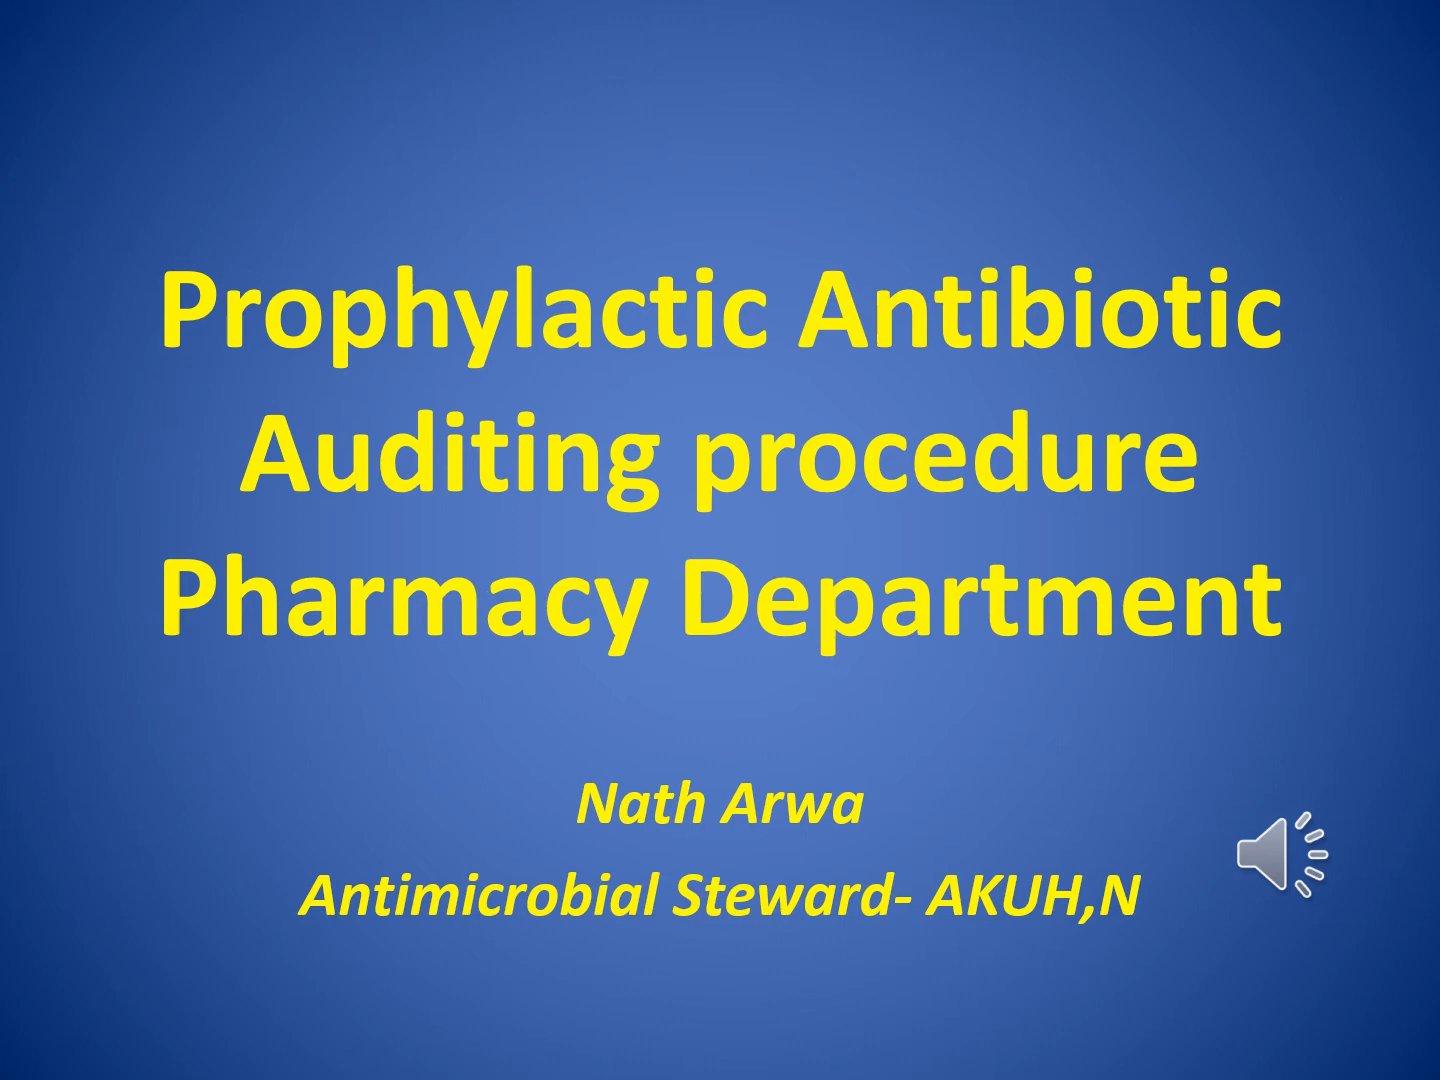 Prophylactic Antibiotic
Auditing procedure
Pharmacy Department
Nath Arwa
Antimicrobial Steward- AKUH,N